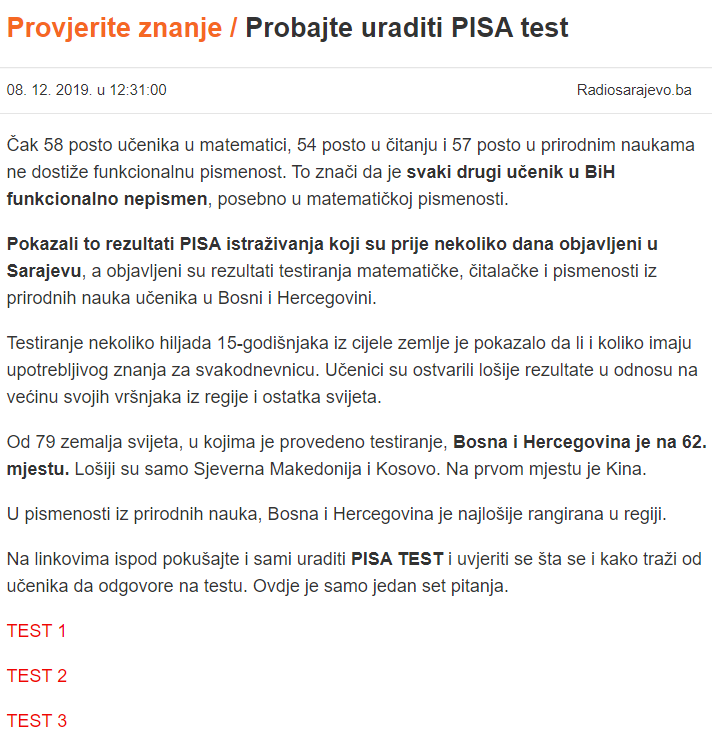 Provjerite znanje / Probajte uraditi PISA test
08. 12. 2019. u 12:31:00 Radiosarajevo.ba
Čak 58 posto učenika u matematici, 54 posto u čitanju i 57 posto u prirodnim naukama
ne dostiže funkcionalnu pismenost. To znači da je svaki drugi učenik u BiH
funkcionalno nepismen, posebno u matematičkoj pismenosti.
Pokazali to rezultati PISA istraživanja koji su prije nekoliko dana objavljeni u
Sarajevu, a objavljeni su rezultati testiranja matematičke, čitalačke i pismenosti iz
prirodnih nauka učenika u Bosni i Hercegovini.
Testiranje nekoliko hiljada 15-godišnjaka iz cijele zemlje je pokazalo da li i koliko imaju
upotrebljivog znanja za svakodnevnicu. Učenici su ostvarili lošije rezultate u odnosu na
većinu svojih vršnjaka iz regije i ostatka svijeta.
Od 79 zemalja svijeta, u kojima je provedeno testiranje, Bosna i Hercegovina je na 62.
mjestu. Lošiji su samo Sjeverna Makedonija i Kosovo. Na prvom mjestu je Kina.
U pismenosti iz prirodnih nauka, Bosna i Hercegovina je najlošije rangirana u regiji.
Na linkovima ispod pokušajte i sami uraditi PISA TEST i uvjeriti se šta se i kako traži od
učenika da odgovore na testu. Ovdje je samo jedan set pitanja.
TEST 1
TEST 2
TEST 3